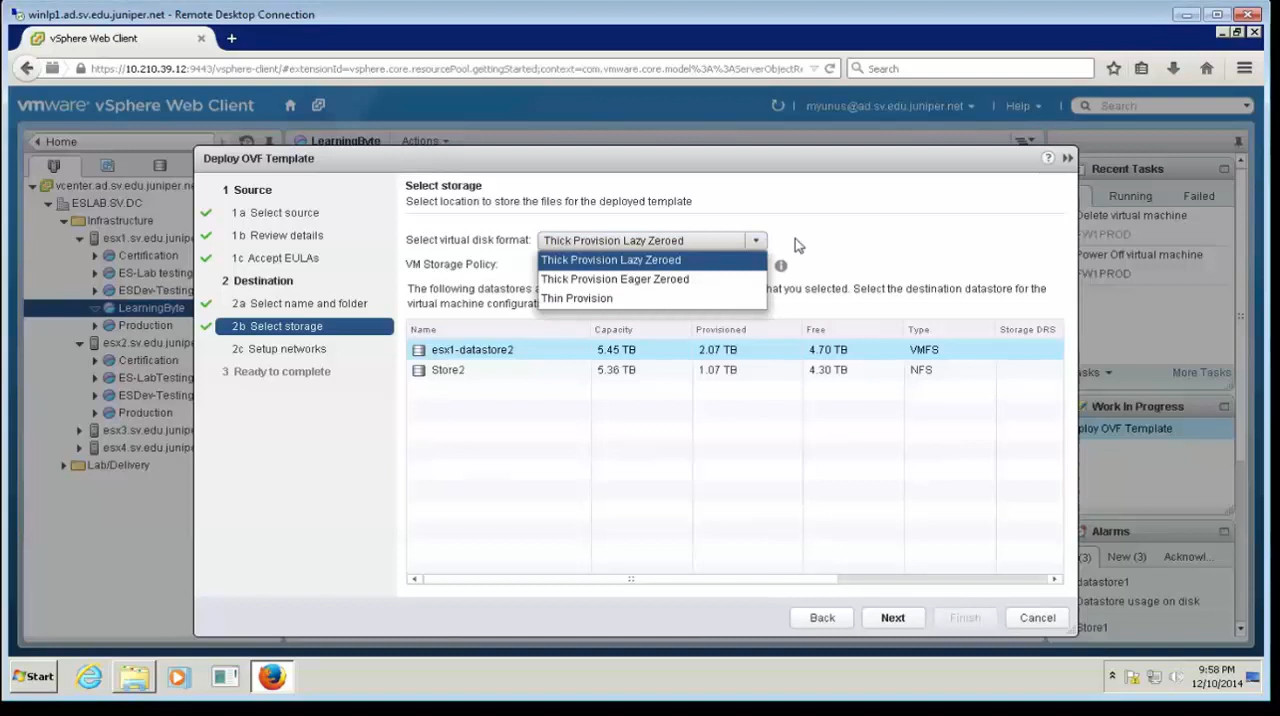 winlp1.ad.sv.edu.juniper.net - Remote Desktop Connection
vSphere Web Client
https://10.210.39.12:9443/vsphere-client/#extensionId=vsphere.core.resourcePool.gettingStarted;context=com.vmware.core.model%3A%3AServerObjectRe
Search
vmware® vSphere Web Client
myunus@ad.sv.edu.juniper.net
Help
Search
Home
LearningByte
Actions
Deploy OVF Template
vcenter.ad.sv.edu.juniper.ne
ESLAB.SV.DC
Infrastructure
esx1.sv.edu.junipe
Certification
ES-Lab testing
ESDev-Testing
LearningByte
Production
esx2.sv.edu.junipe
Certification
ES-LabTesting
ESDev-Testing
Production
esx3.sv.edu.junipe
esx4.sv.edu.junipe
Lab/Delivery
1 Source
1a Select source
1b Review details
1c Accept EULAs
2 Destination
2a Select name and folder
2b Select storage
2c Setup networks
3 Ready to complete
Select storage
Select location to store the files for the deployed template
Select virtual disk format:
Thick Provision Lazy Zeroed
Thick Provision Lazy Zeroed
Thick Provision Eager Zeroed
Thin Provision
VM Storage Policy:
The following datastores a
that you selected. Select the destination datastore for the
virtual machine configurat
Name Capacity Provisioned Free Type Storage DRS
esx1-datastore2 5.45 TB 2.07 TB 4.70 TB VMFS
Store2 5.36 TB 1.07 TB 4.30 TB NFS
Back
Next
Finish
Cancel
Recent Tasks
Running
Failed
Delete virtual machine
FW1PROD
Power Off virtual machine
FW1PROD
asks
More Tasks
Work In Progress
ploy OVF Template
Alarms
(3)
New (3)
Acknowl...
datastore1
Datastore usage on disk
Store1
Start
9:58 PM
12/10/2014